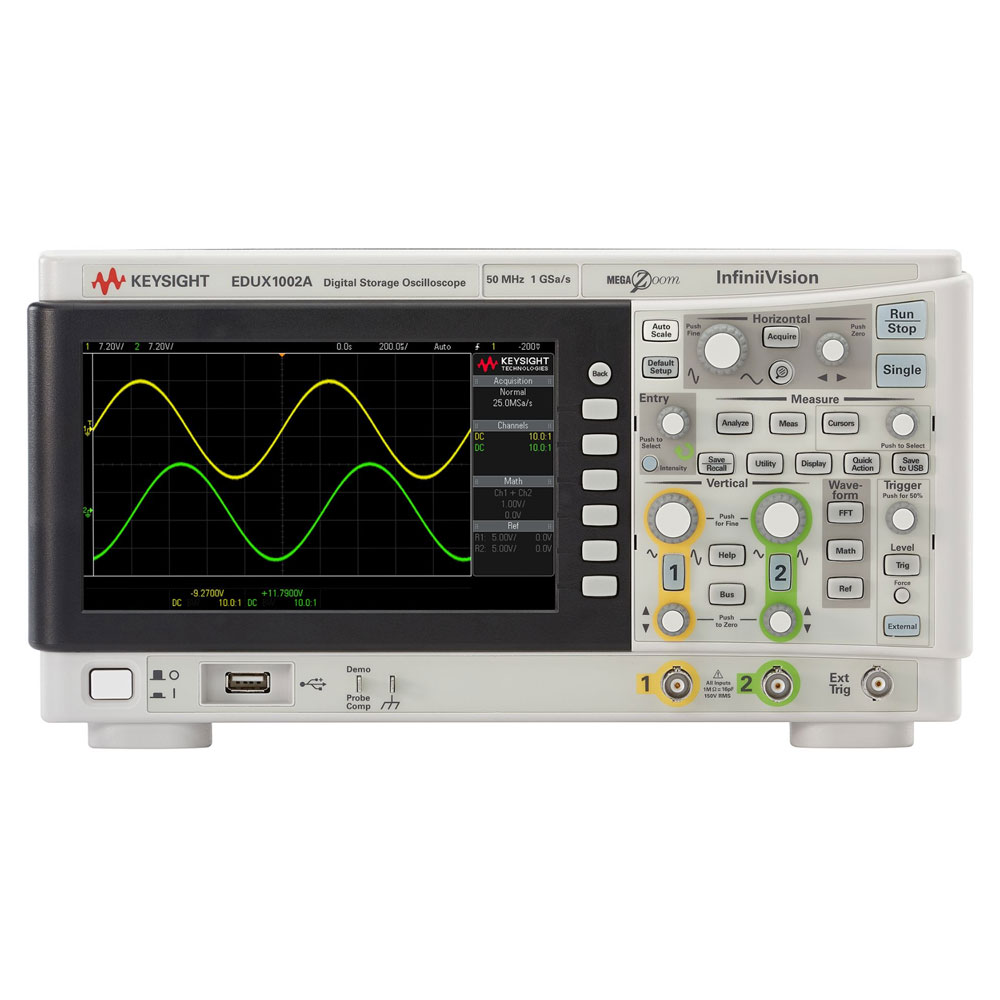 KEYSIGHT EDUX1002A Digital Storage Oscilloscope 50 MHz 1 GSa/s MEGA Zoom InfiniiVision
1 7.20V/ 2 7.20V/ 0.0s 200.0 Auto 1 -200
KEYSIGHT
TECHNOLOGIES
Acquisition
Normal
25.0MSa/s
Channels
DC 10.0:1
DC 10.0:1
Math
Ch1 + Ch2
1.00V/
0.0V
Ref
R1: 5.00V/ 0.0V
R2: 5.00V/ 0.0V
-9.2700V +11.7900V
DC 10.0:1 DC 10.0:1
1
2
Back
Auto
Scale
Default
Setup
Horizontal
Push
Fine
Acquire
Push
Zero
Run
Stop
Single
Entry
Push to
Select
Intensity
Measure
Analyze
Meas
Cursors
Push to Select
Save
Recall
Utility
Display
Quick
Action
Save
to USB
Vertical
Push
for Fine
Help
1
2
Bus
Push
to Zero
Wave-
form
FFT
Math
Ref
Trigger
Push for 50%
Level
Trig
Force
External
Demo
Probe
Comp
1
All Inputs
1M Ω = 16pF
150V RMS
2
Ext
Trig